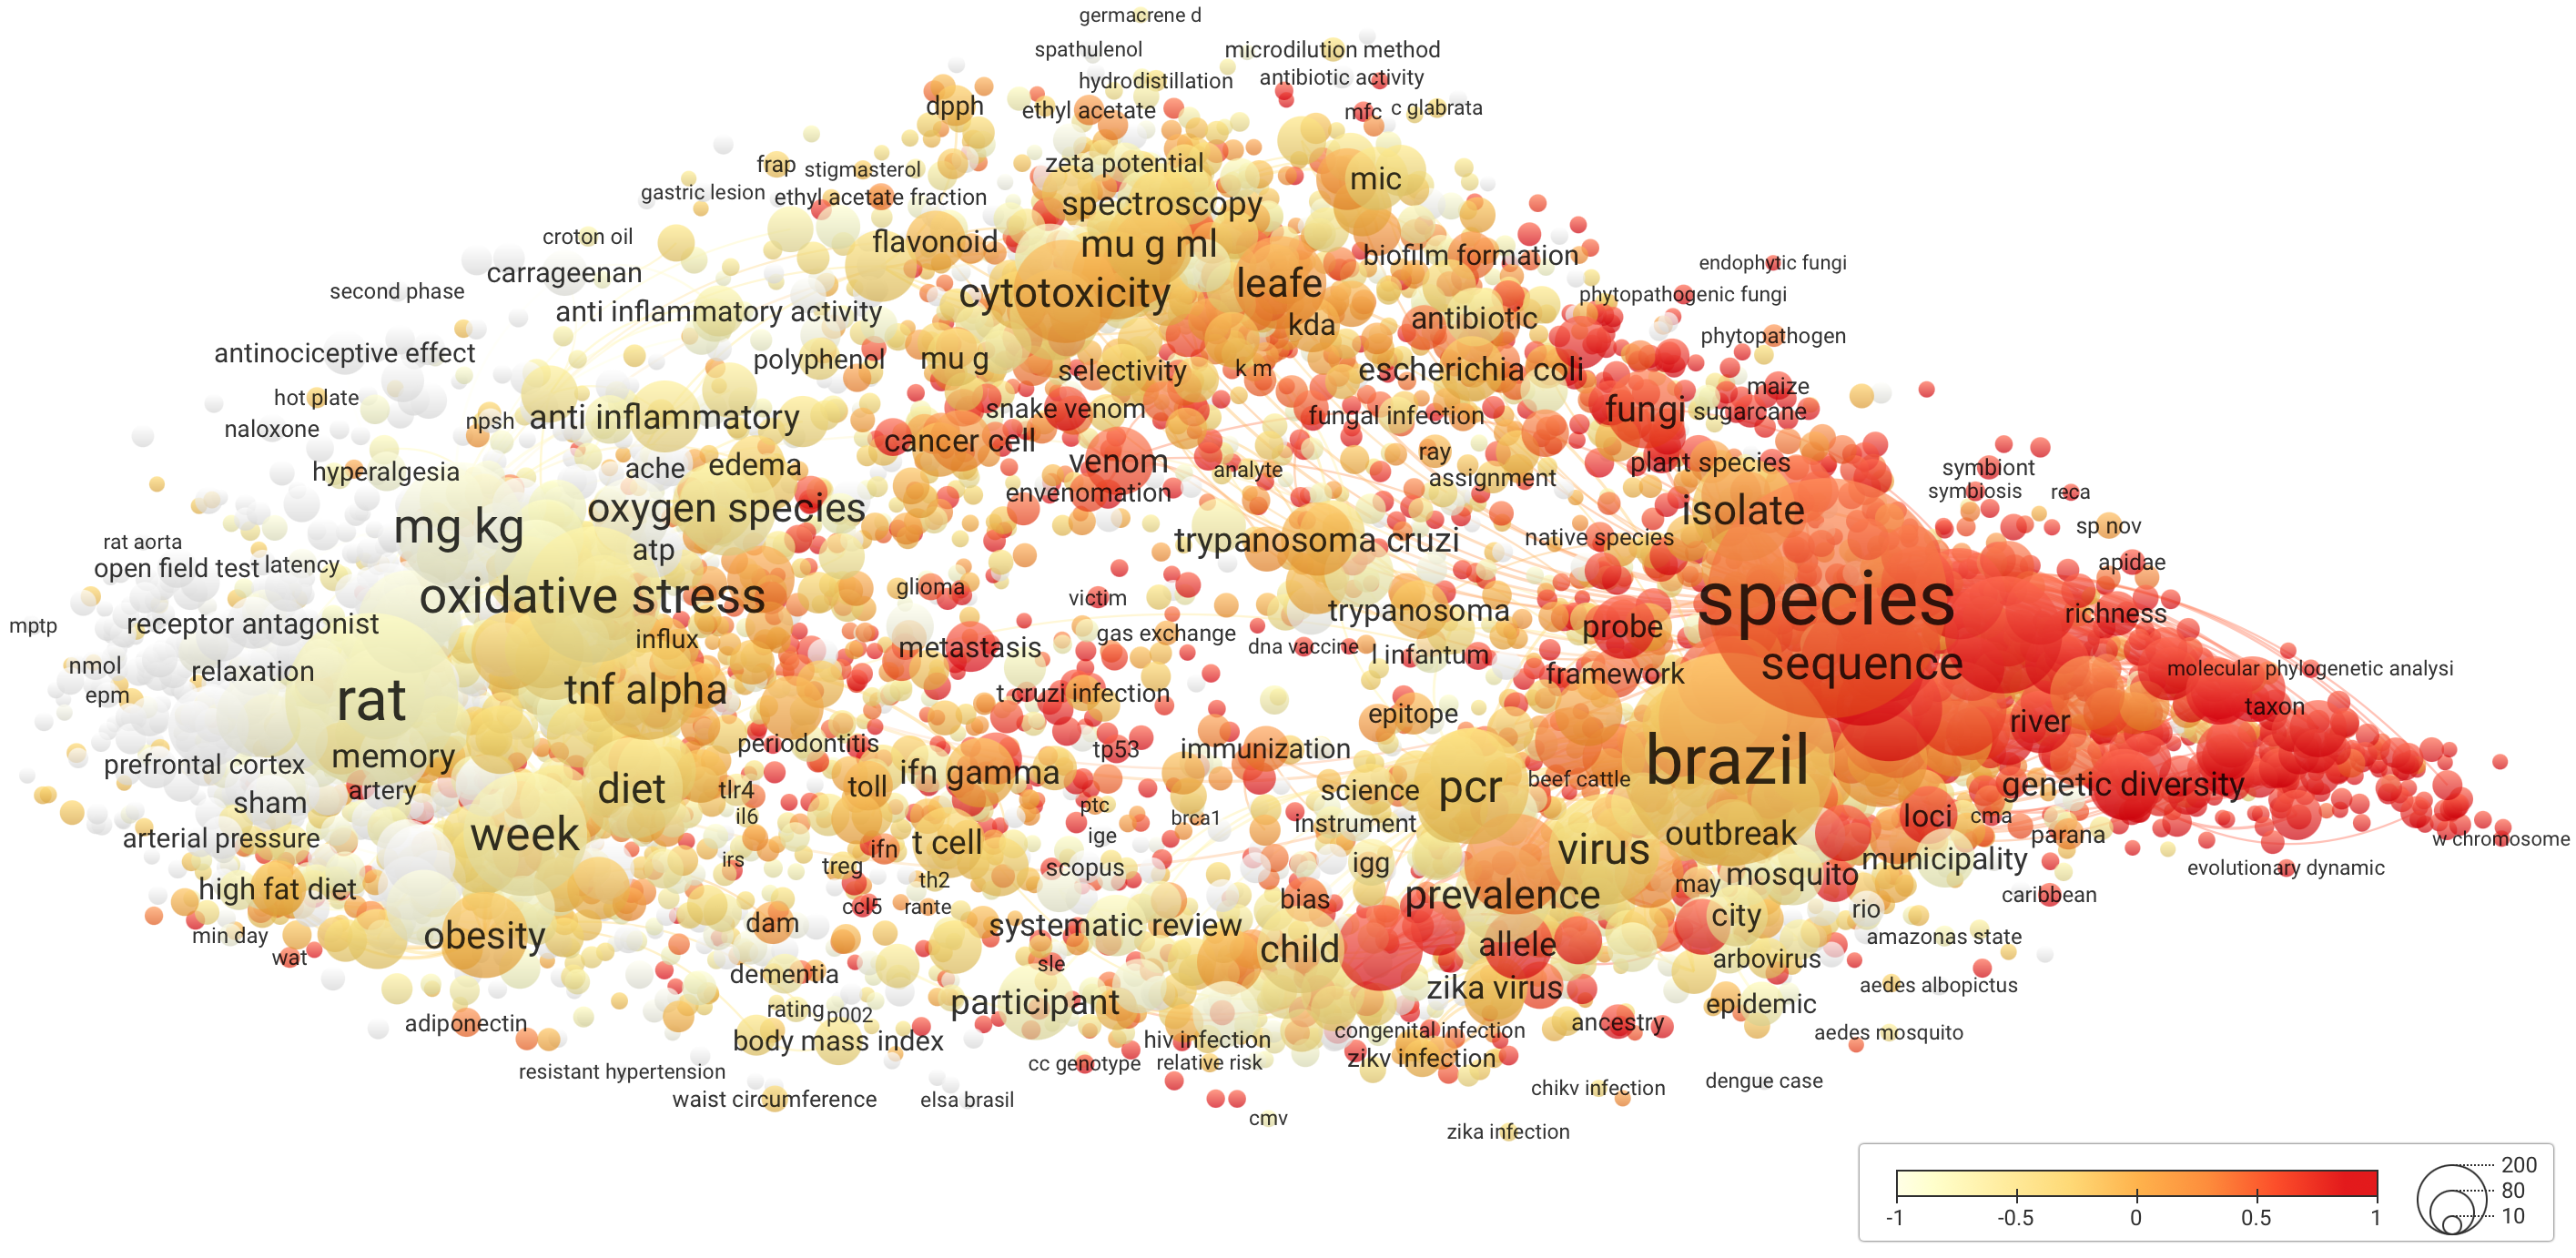 germacrene d
spathulenol
microdilution method
hydrodistillation
antibiotic activity
dpph
ethyl acetate
mfc
c glabrata
frap
stigmasterol
zeta potential
mic
gastric lesion
ethyl acetate fraction
spectroscopy
croton oil
flavonoid
mu g ml
biofilm formation
endophytic fungi
carrageenan
cytotoxicity
leafe
second phase
phytopathogenic fungi
anti inflammatory activity
kda
antibiotic
phytopathogen
antinociceptive effect
polyphenol
mu g
selectivity
k m
escherichia coli
maize
hot plate
npsh
anti inflammatory
snake venom
fungal infection
fungi
sugarcane
naloxone
cancer cell
ray
hyperalgesia
ache
edema
venom
analyte
assignment
plant species
symbiont
envenomation
symbiosis
reca
mg kg
oxygen species
isolate
sp nov
rat aorta
atp
trypanosoma cruzi
native species
open field test
latency
apidae
oxidative stress
glioma
victim
species
mptp
receptor antagonist
influx
gas exchange
trypanosoma
probe
richness
nmol
relaxation
metastasis
dna vaccine
l infantum
framework
sequence
molecular phylogenetic analysi
epm
rat
tnf alpha
t cruzi infection
epitope
taxon
river
prefrontal cortex
memory
periodontitis
tp53
immunization
brazil
sham
artery
diet
tlr4
toll
ifn gamma
science
pcr
beef cattle
genetic diversity
il6
ptc
brca1
instrument
loci
cma
arterial pressure
week
ifn
t cell
ige
virus
outbreak
parana
w chromosome
irs
treg
scopus
igg
municipality
evolutionary dynamic
high fat diet
th2
bias
prevalence
may
mosquito
caribbean
ccl5
rante
min day
obesity
dam
systematic review
child
allele
city
rio
amazonas state
wat
dementia
sle
arbovirus
participant
zika virus
epidemic
aedes albopictus
adiponectin
rating
p002
body mass index
hiv infection
congenital infection
ancestry
aedes mosquito
resistant hypertension
cc genotype
relative risk
zikv infection
waist circumference
elsa brasil
chikv infection
dengue case
cmv
zika infection
200
80
10
-1
-0.5
0
0.5
1